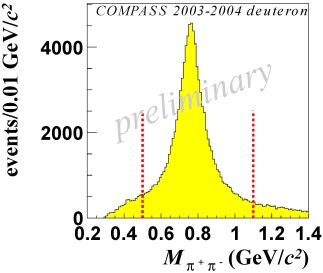 COMPASS 2003-2004 deuteron
events/0.01 GeV/c²
4000
2000
0
preliminary
0.2 0.4 0.6 0.8 1 1.2 1.4
M π⁺ π⁻ (GeV/c²)